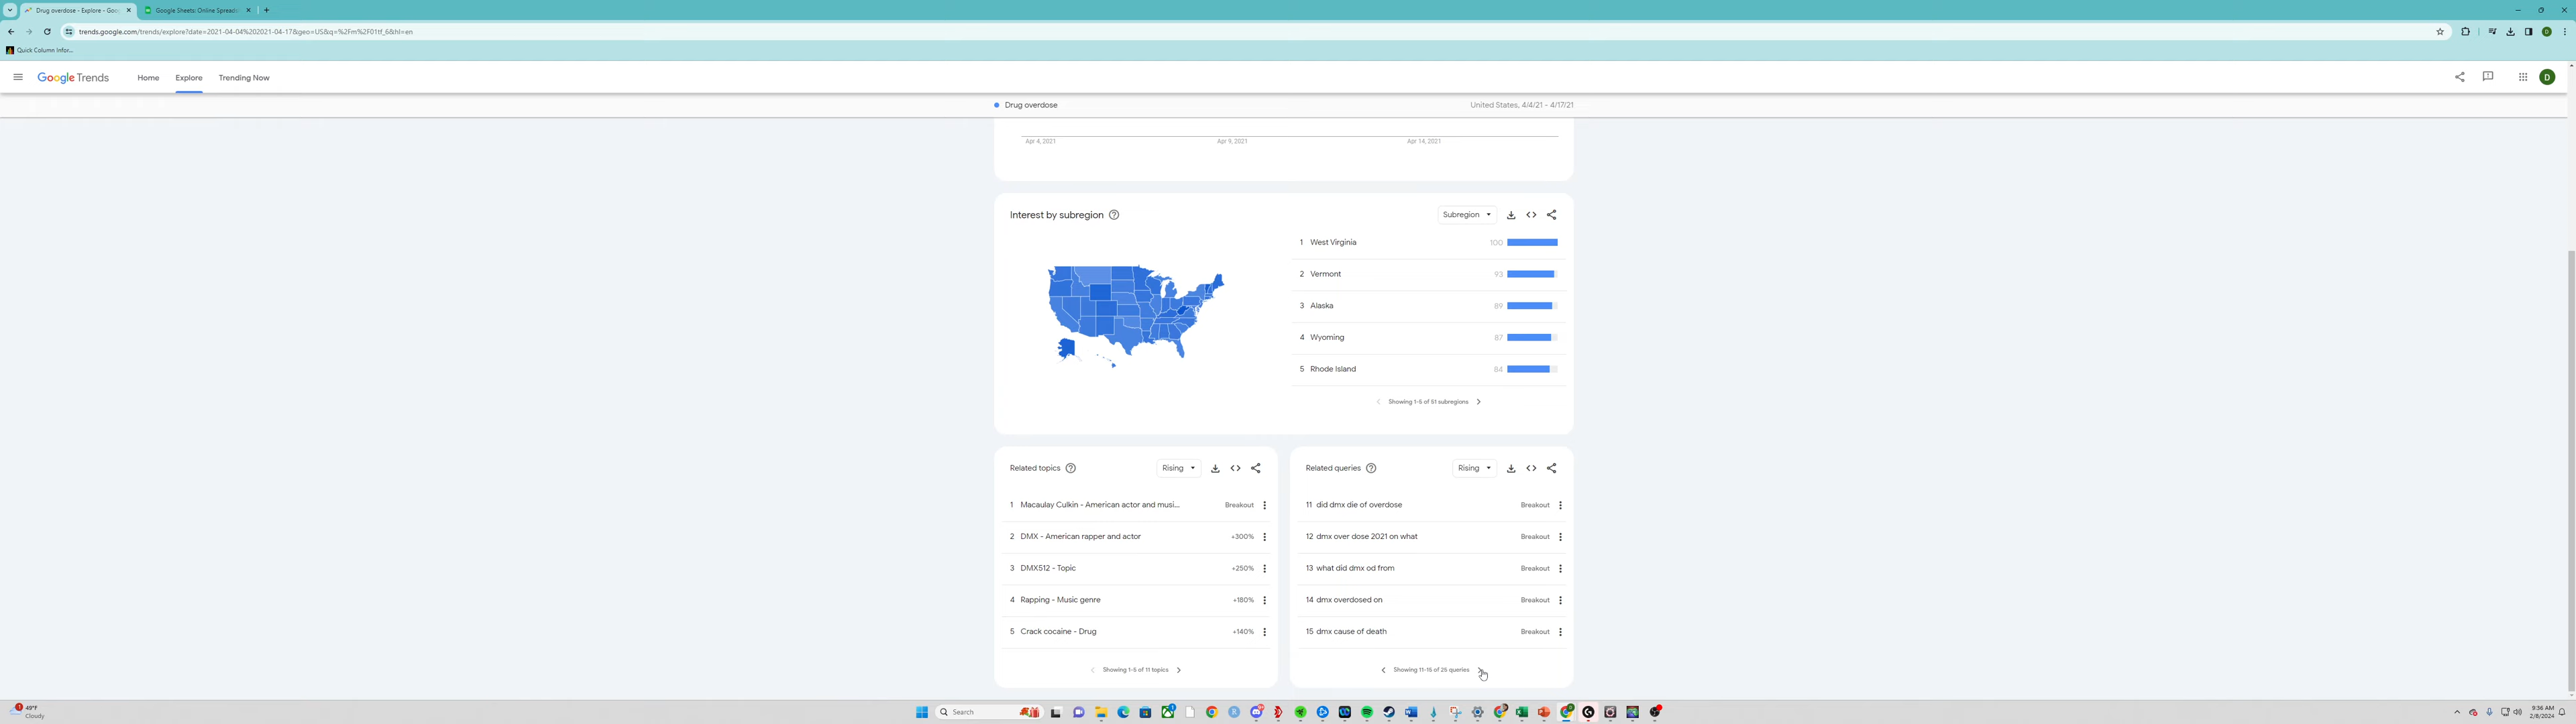 Drug overdose - Explore - Goo
Google Sheets: Online Spreads
trends.google.com/trends/explore?date=2021-04-04%202021-04-17&geo=US&q=%2Fm%2F01tf_6&hl=en
D
Quick Column Infor...
Google Trends
Home
Explore
Trending Now
D
Drug overdose
United States, 4/4/21 - 4/17/21
Apr 4, 2021
Apr 9, 2021
Apr 14, 2021
Interest by subregion
Subregion
1 West Virginia 100
2 Vermont 93
3 Alaska 89
4 Wyoming 87
5 Rhode Island 84
Showing 1-5 of 51 subregions
Related topics
Rising
1 Macaulay Culkin - American actor and musi... Breakout
2 DMX - American rapper and actor +300%
3 DMX512 - Topic +250%
4 Rapping - Music genre +180%
5 Crack cocaine - Drug +140%
Showing 1-5 of 11 topics
Related queries
Rising
11 did dmx die of overdose Breakout
12 dmx over dose 2021 on what Breakout
13 what did dmx od from Breakout
14 dmx overdosed on Breakout
15 dmx cause of death Breakout
Showing 11-15 of 25 queries
49°F
Cloudy
Search
9:36 AM
2/8/2024